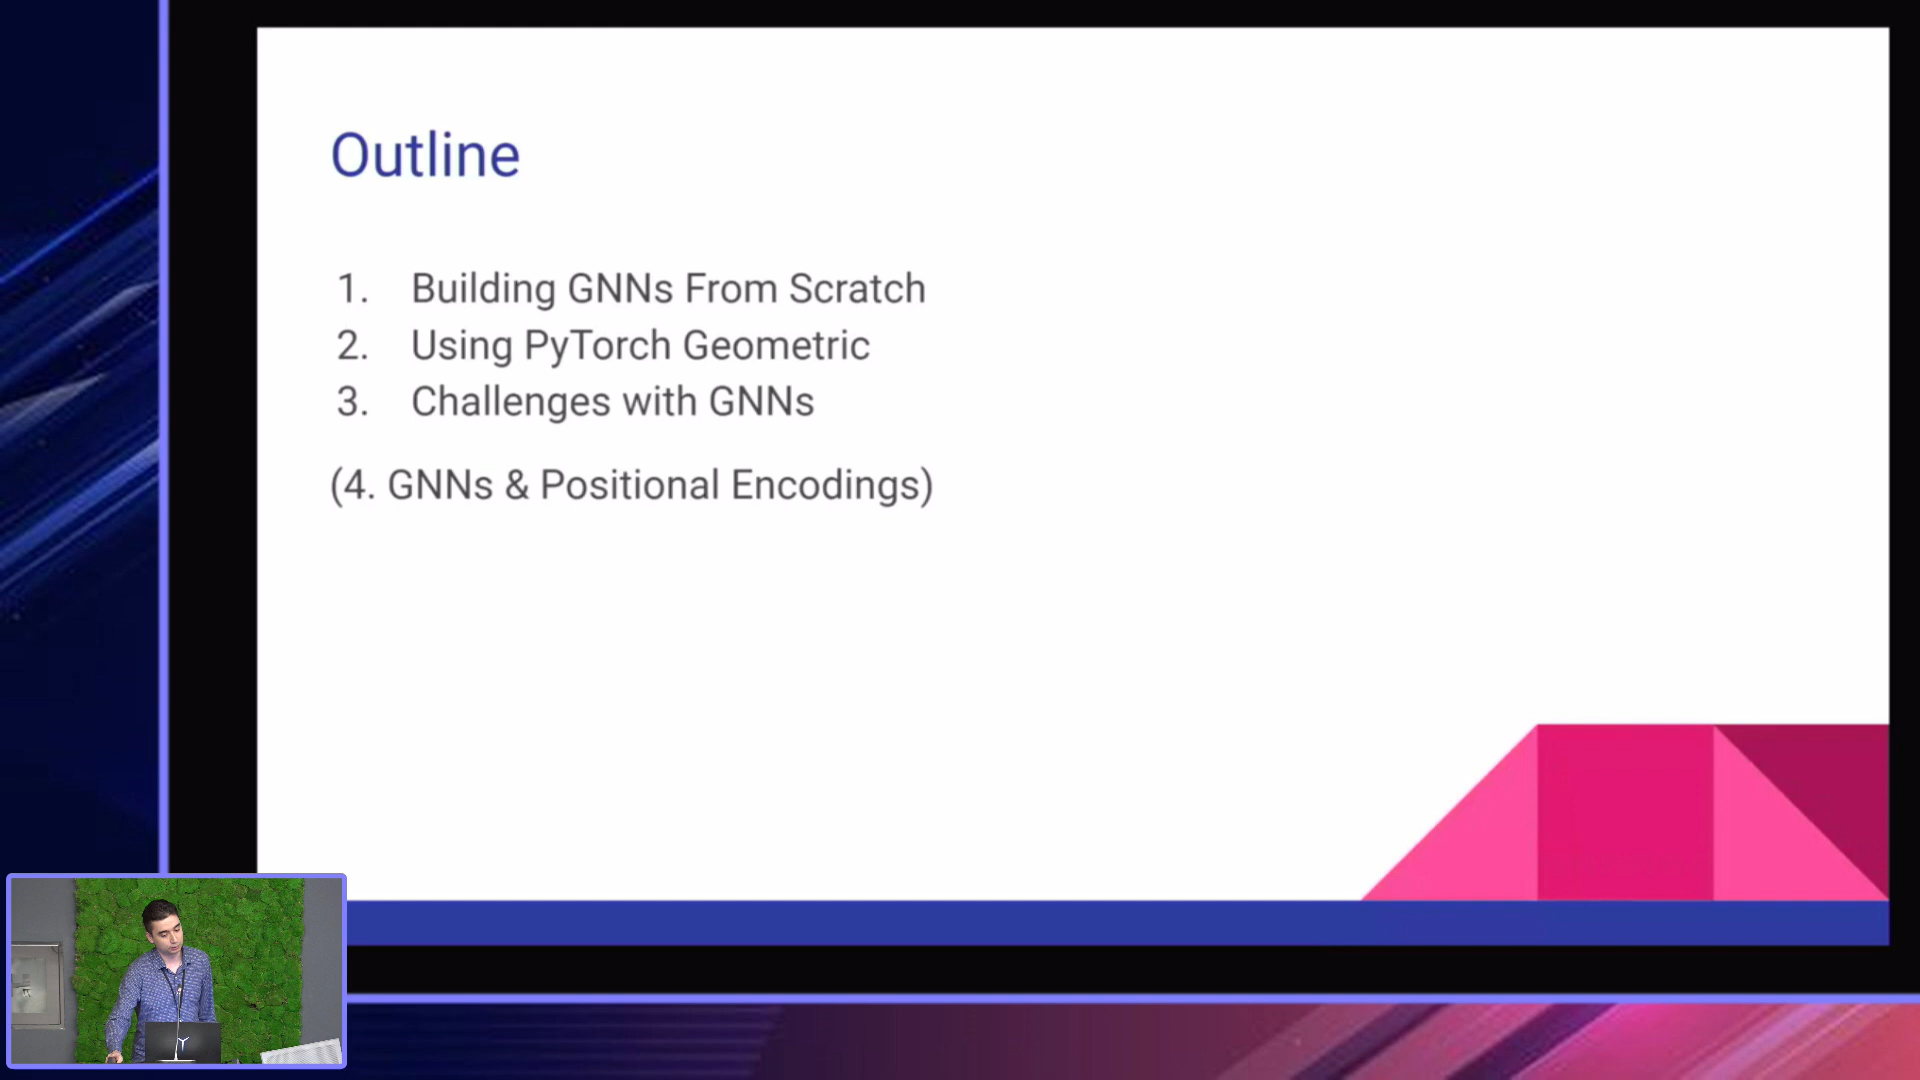 Outline
1. Building GNNs From Scratch
2. Using PyTorch Geometric
3. Challenges with GNNs
(4. GNNs & Positional Encodings)